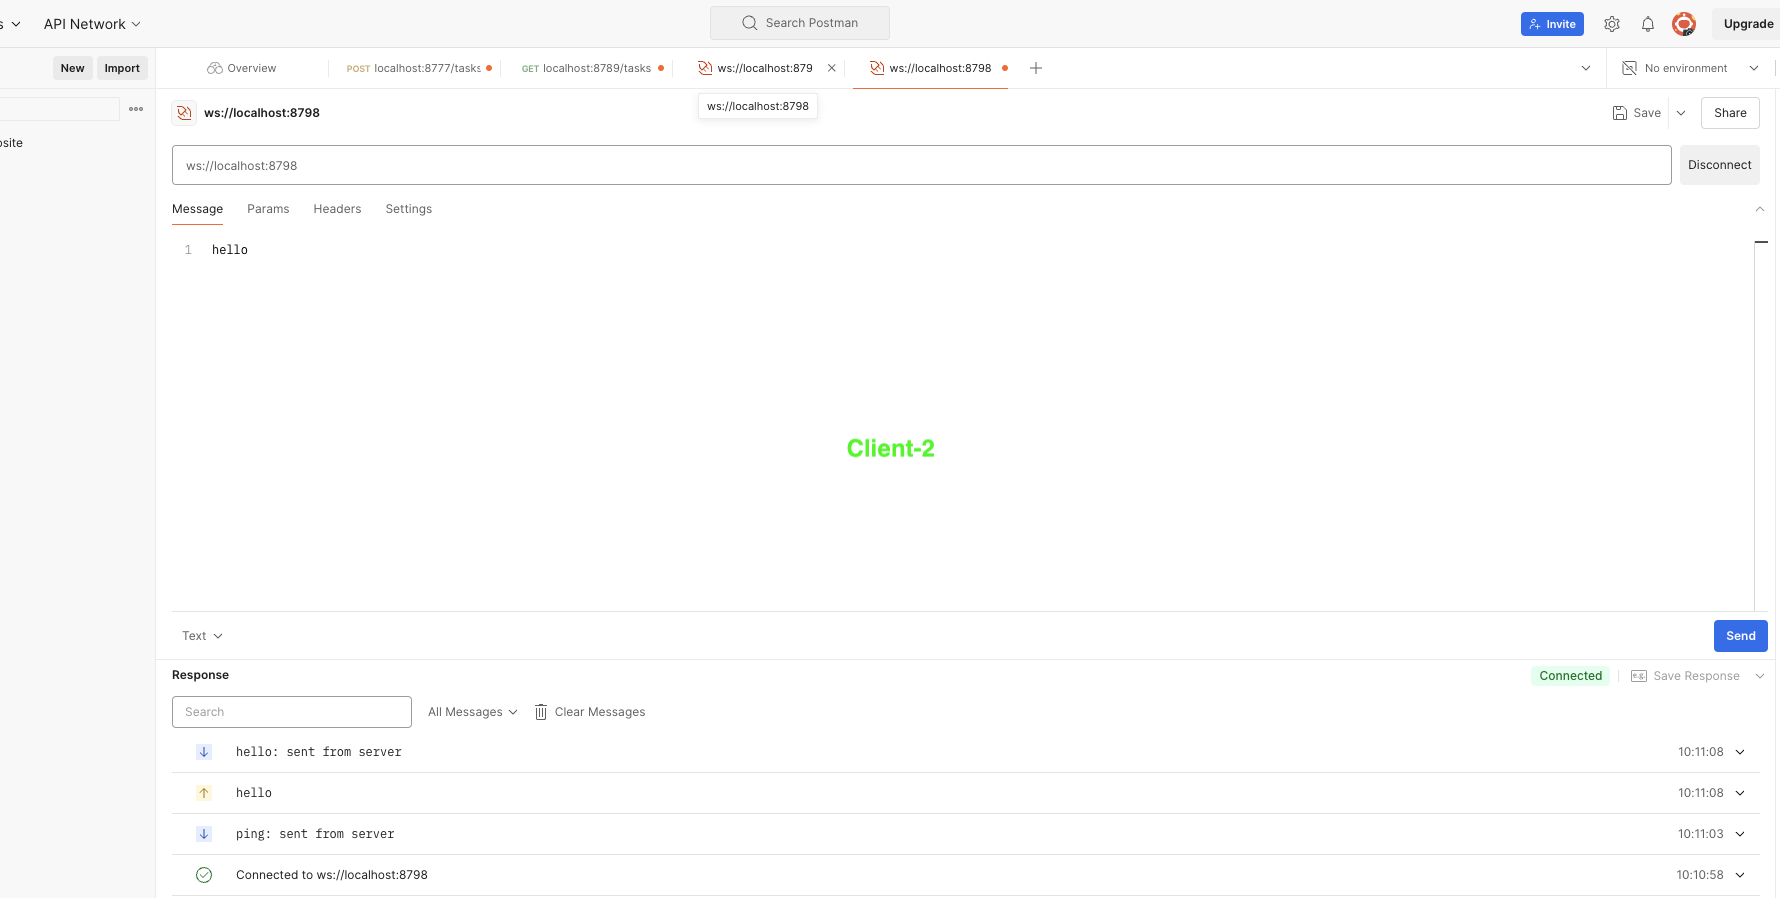 s
API Network
Search Postman
Invite
Upgrade
New
Import
Overview
POST localhost:8777/tasks
GET localhost:8789/tasks
ws://localhost:879
ws://localhost:8798
No environment
ws://localhost:8798
ws://localhost:8798
Save
Share
osite
ws://localhost:8798
Disconnect
Message
Params
Headers
Settings
1 hello
Client-2
Text
Send
Response
Connected
Save Response
Search
All Messages
Clear Messages
hello: sent from server 10:11:08
hello 10:11:08
ping: sent from server 10:11:03
Connected to ws://localhost:8798 10:10:58